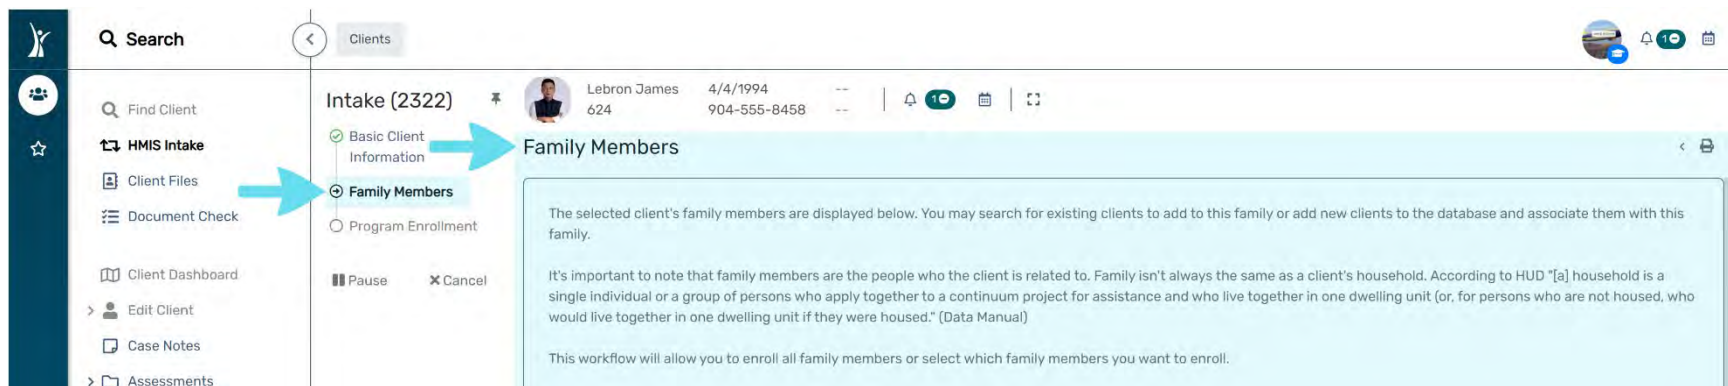 Search
Clients
1
Find Client
HMIS Intake
Client Files
Document Check
Client Dashboard
Edit Client
Case Notes
Assessments
Intake (2322)
Basic Client
Information
Family Members
Program Enrollment
Pause
Cancel
Lebron James 4/4/1994 --
624 904-555-8458 --
1
Family Members
The selected client's family members are displayed below. You may search for existing clients to add to this family or add new clients to the database and associate them with this
family.
It's important to note that family members are the people who the client is related to. Family isn't always the same as a client's household. According to HUD "[a] household is a
single individual or a group of persons who apply together to a continuum project for assistance and who live together in one dwelling unit (or, for persons who are not housed, who
would live together in one dwelling unit if they were housed." (Data Manual)
This workflow will allow you to enroll all family members or select which family members you want to enroll.